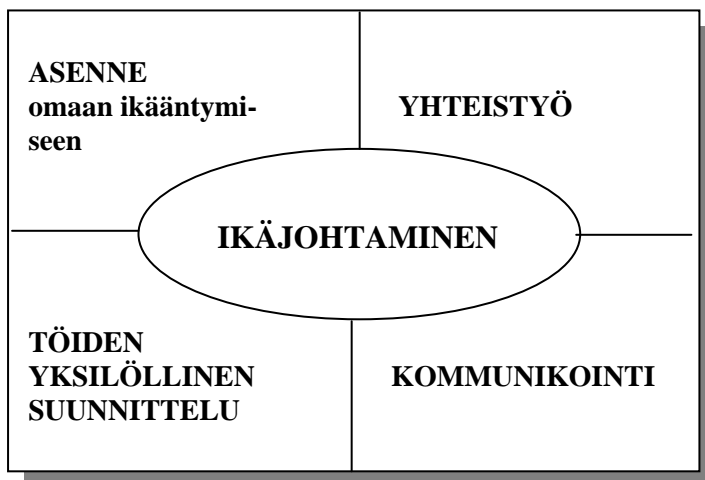 ASENNE
omaan ikääntymi-
seen
YHTEISTYÖ
IKÄJOHTAMINEN
TÖIDEN
YKSILÖLLINEN
SUUNNITTELU
KOMMUNIKOINTI